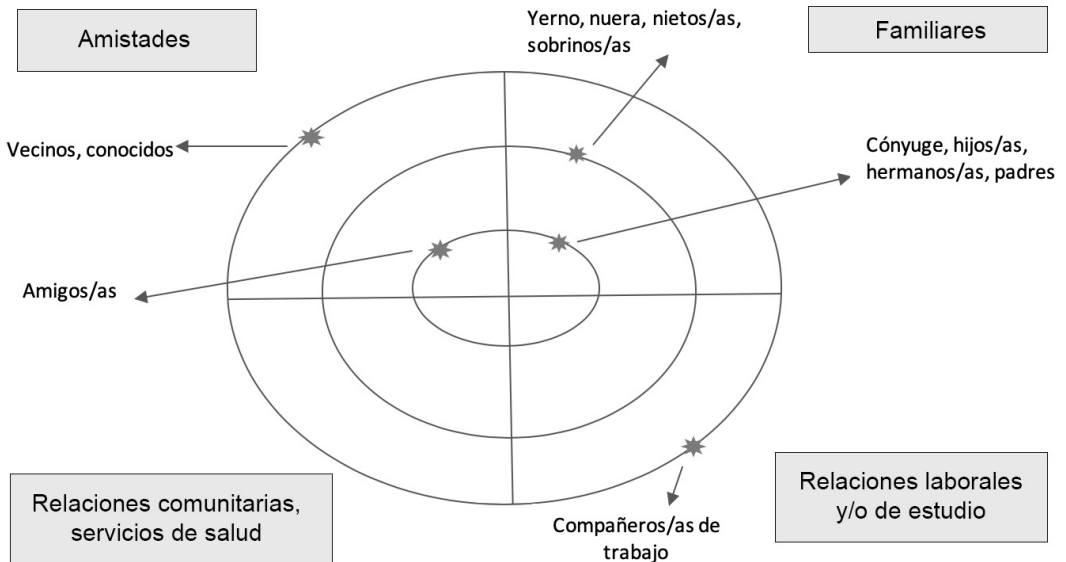 Amistades
Yerno, nuera, nietos/as,
sobrinos/as
Familiares
Vecinos, conocidos
Cónyuge, hijos/as,
hermanos/as, padres
Amigos/as
Relaciones comunitarias,
servicios de salud
Compañeros/as de
trabajo
Relaciones laborales
y/o de estudio